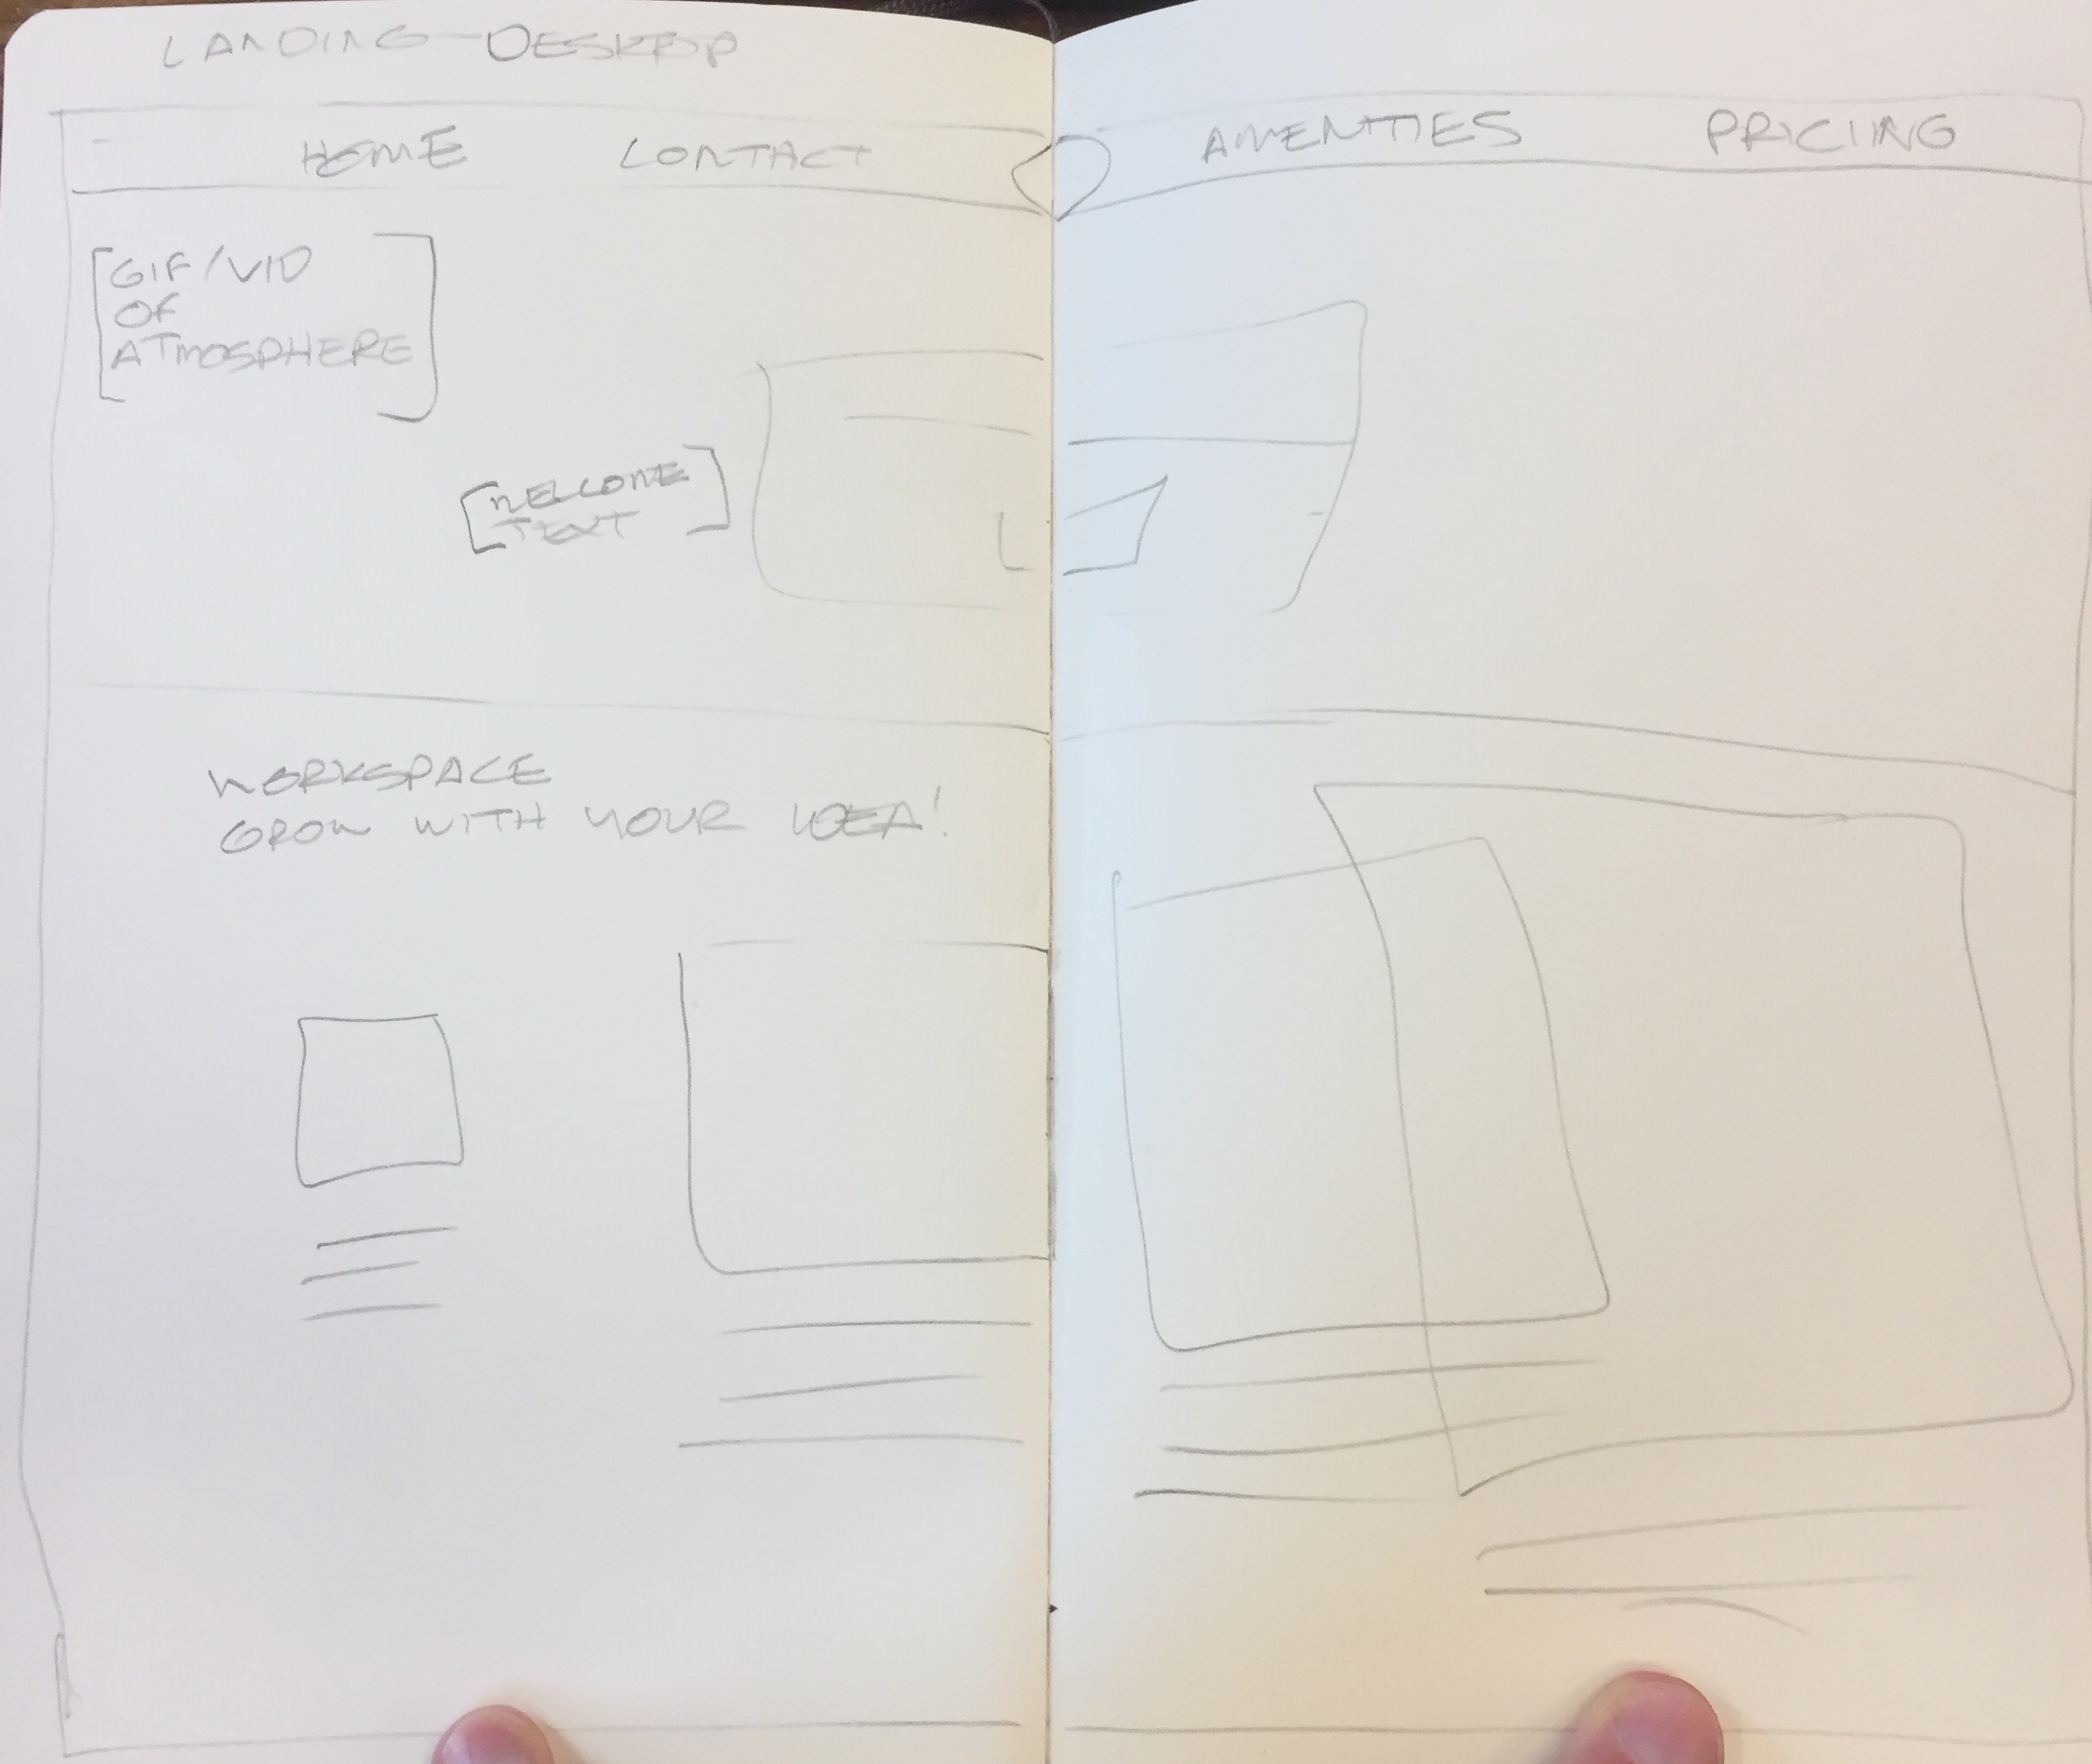 LANDING-DESKTOP
HOME CONTACT AMENTIES PRICING
[GIF/VID
OF
ATMOSPHERE]
[WELCOME
TEXT]
WORKSPACE
GROW WITH YOUR IDEA!